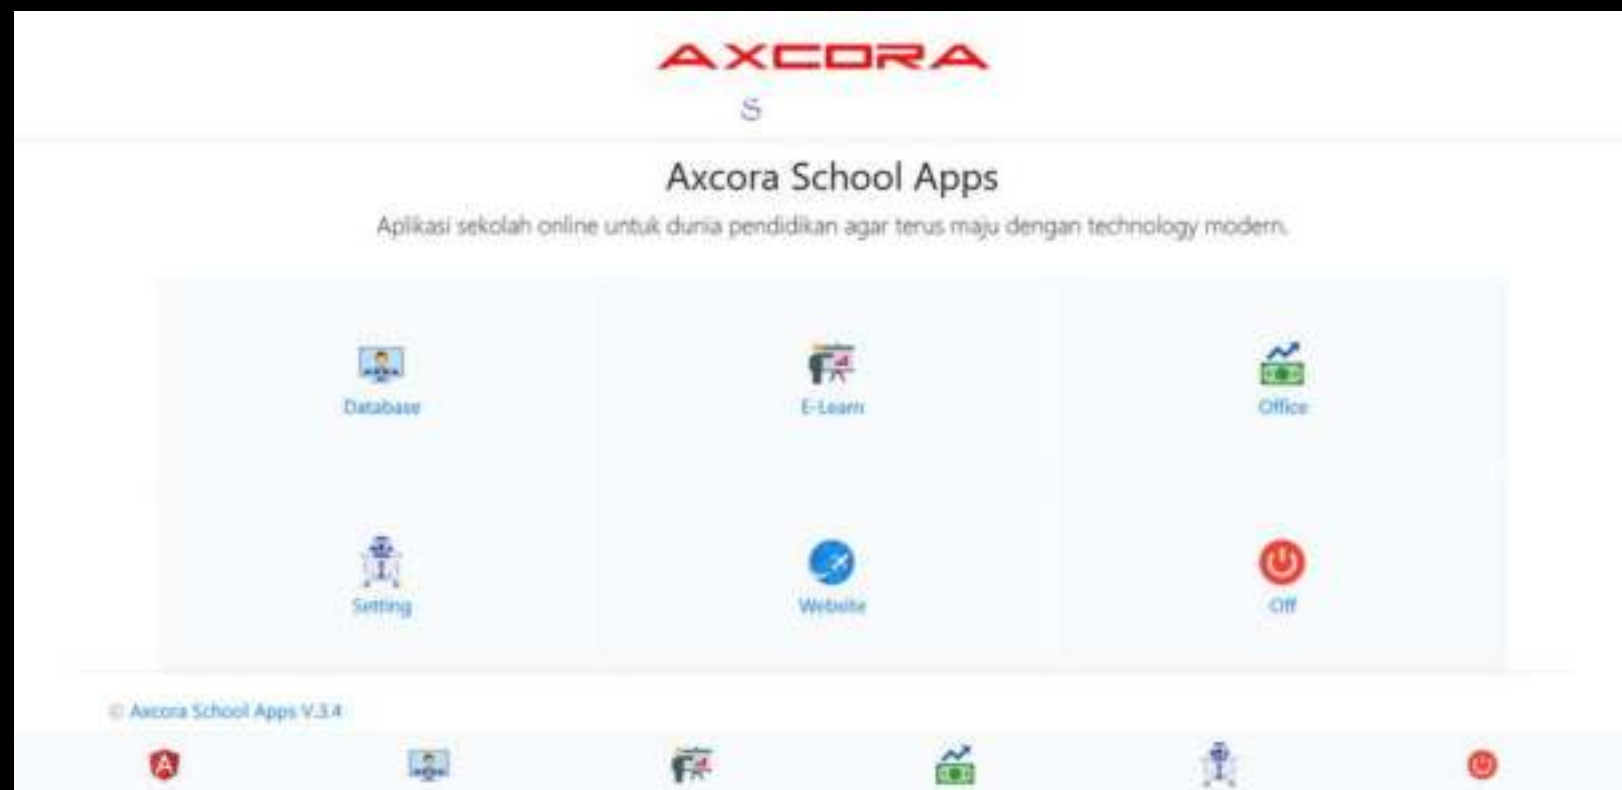 AXCORA
S
Axcora School Apps
Aplikasi sekolah online untuk dunia pendidikan agar terus maju dengan technology modern.
Database
E-Learn
Office
Setting
Website
Off
© Axcora School Apps V.3.4